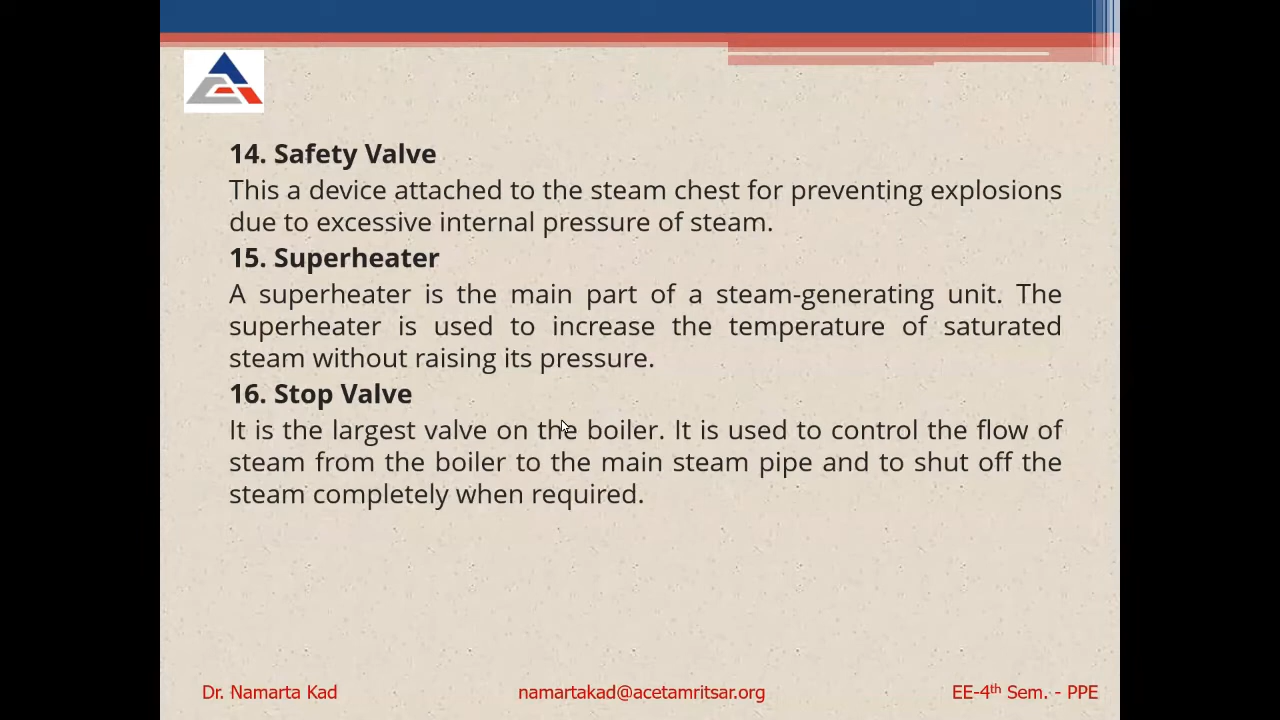 14. Safety Valve
This a device attached to the steam chest for preventing explosions
due to excessive internal pressure of steam.
15. Superheater
A superheater is the main part of a steam-generating unit. The
superheater is used to increase the temperature of saturated
steam without raising its pressure.
16. Stop Valve
It is the largest valve on the boiler. It is used to control the flow of
steam from the boiler to the main steam pipe and to shut off the
steam completely when required.
Dr. Namarta Kad
namartakad@acetamritsar.org
EE-4th Sem. - PPE